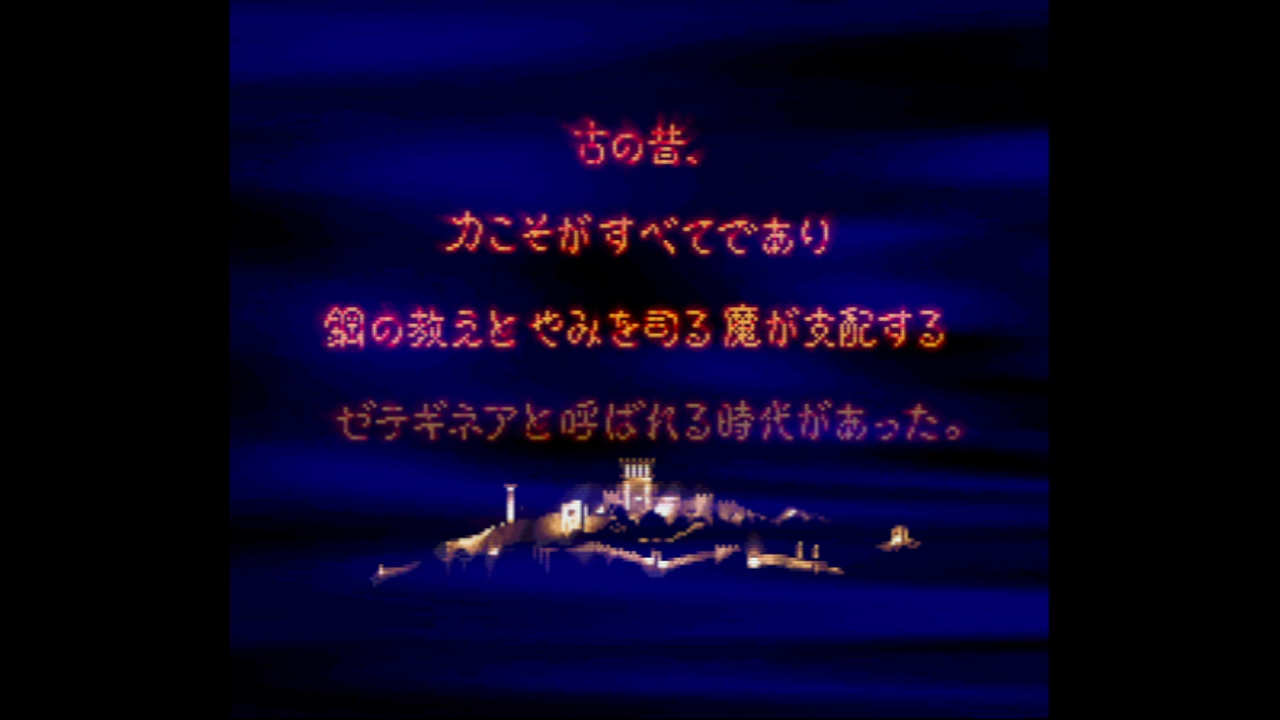 古の昔、
力こそがすべてであり
鋼の教えと やみを司る 魔が支配する
ゼテギネアと呼ばれる時代があった。